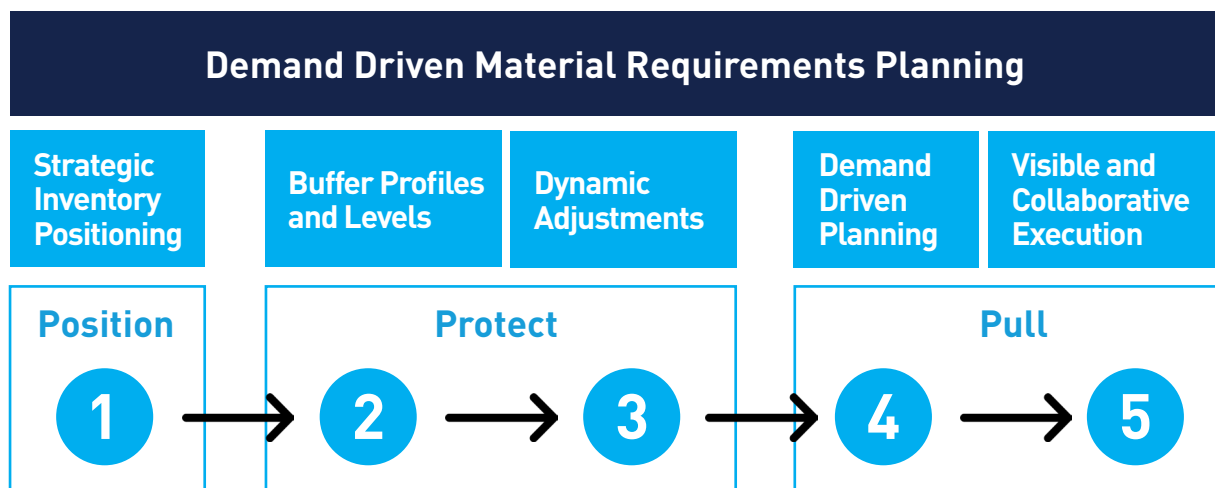 Demand Driven Material Requirements Planning
Strategic
Inventory
Positioning
Buffer Profiles
and Levels
Dynamic
Adjustments
Demand
Driven
Planning
Visible and
Collaborative
Execution
Position
Protect
Pull
1
2
3
4
5